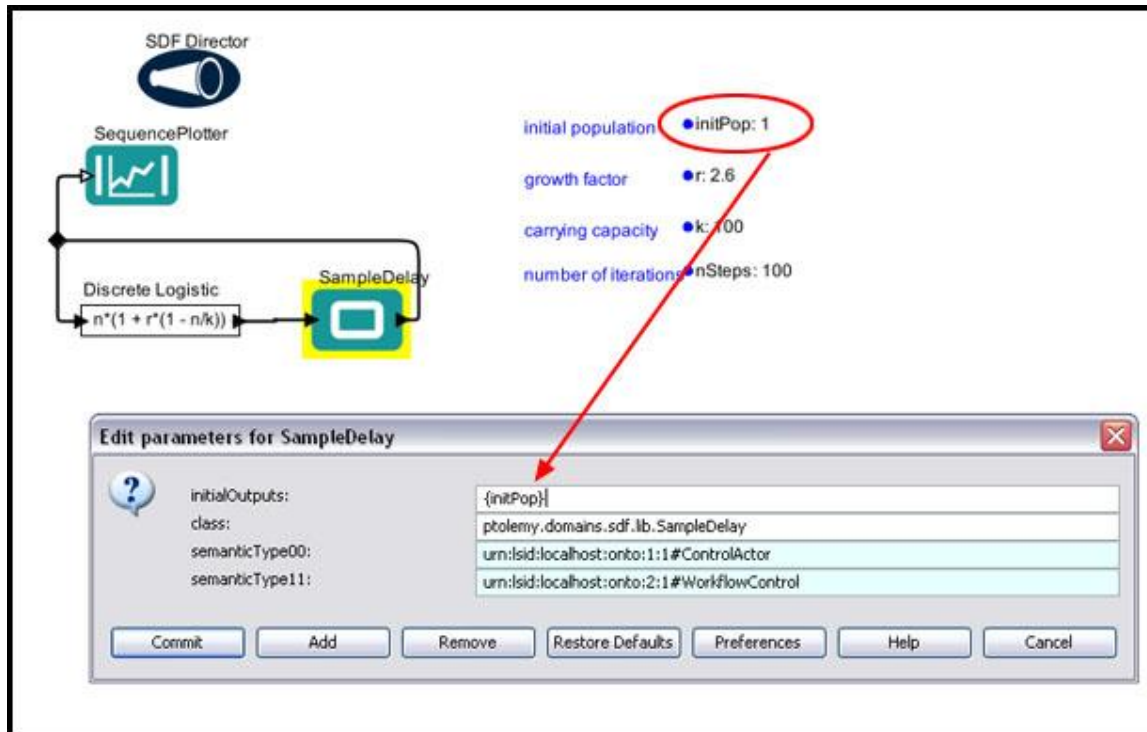 SDF Director
SequencePlotter
initial population
initPop: 1
growth factor
r: 2.6
carrying capacity
k: 100
number of iterations
nSteps: 100
SampleDelay
Discrete Logistic
n*(1 + r*(1 - n/k))
Edit parameters for SampleDelay
?
initialOutputs:
{initPop}
class:
ptolemy.domains.sdf.lib.SampleDelay
semanticType00:
urn:lsid:localhost:onto:1:1#ControlActor
semanticType11:
urn:lsid:localhost:onto:2:1#WorkflowControl
Commit
Add
Remove
Restore Defaults
Preferences
Help
Cancel